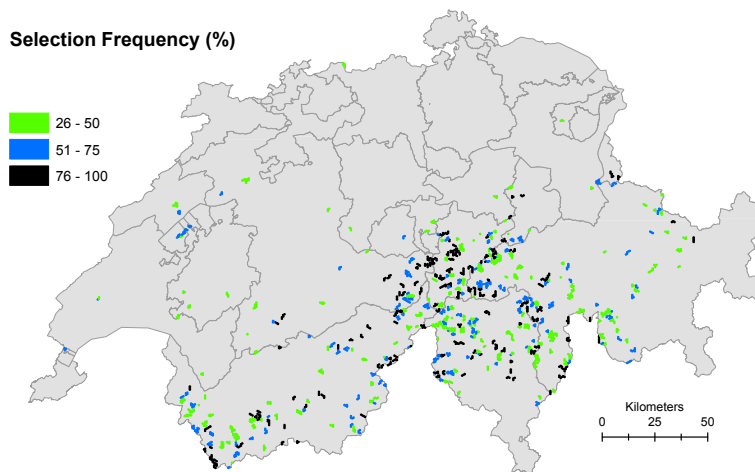 Selection Frequency (%)
26 - 50
51 - 75
76 - 100
Kilometers
0 25 50